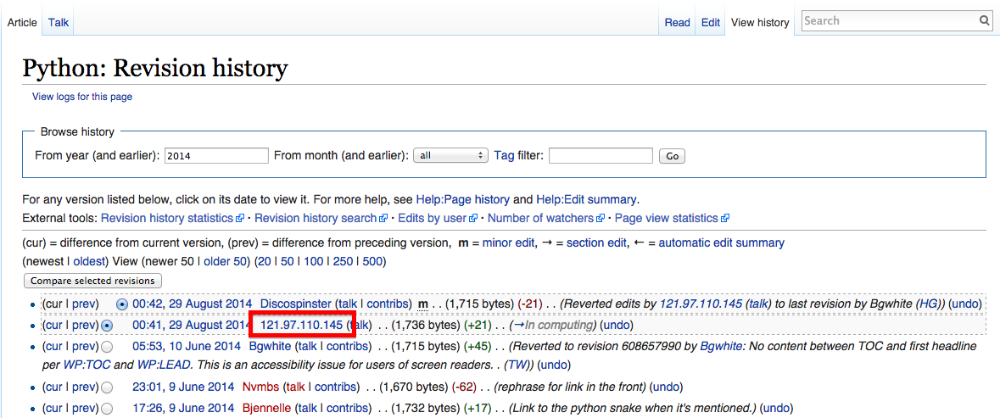 Article Talk Read Edit View history Search
Python: Revision history
View logs for this page
Browse history
From year (and earlier): 2014 From month (and earlier): all Tag filter: Go
For any version listed below, click on its date to view it. For more help, see Help:Page history and Help:Edit summary.
External tools: Revision history statistics · Revision history search · Edits by user · Number of watchers · Page view statistics
(cur) = difference from current version, (prev) = difference from preceding version, m = minor edit, → = section edit, ← = automatic edit summary
(newest | oldest) View (newer 50 | older 50) (20 | 50 | 100 | 250 | 500)
Compare selected revisions
• (cur | prev) 00:42, 29 August 2014 Discospinster (talk | contribs) m . . (1,715 bytes) (-21) . . (Reverted edits by 121.97.110.145 (talk) to last revision by Bgwhite (HG)) (undo)
• (cur | prev) 00:41, 29 August 2014 121.97.110.145 (talk) . . (1,736 bytes) (+21) . . (→In computing) (undo)
• (cur | prev) 05:53, 10 June 2014 Bgwhite (talk | contribs) . . (1,715 bytes) (+45) . . (Reverted to revision 608657990 by Bgwhite: No content between TOC and first headline
per WP:TOC and WP:LEAD. This is an accessibility issue for users of screen readers. . (TW)) (undo)
• (cur | prev) 23:01, 9 June 2014 Nvmbs (talk | contribs) . . (1,670 bytes) (-62) . . (rephrase for link in the front) (undo)
• (cur | prev) 17:26, 9 June 2014 Bjennelle (talk | contribs) . . (1,732 bytes) (+17) . . (Link to the python snake when it's mentioned.) (undo)